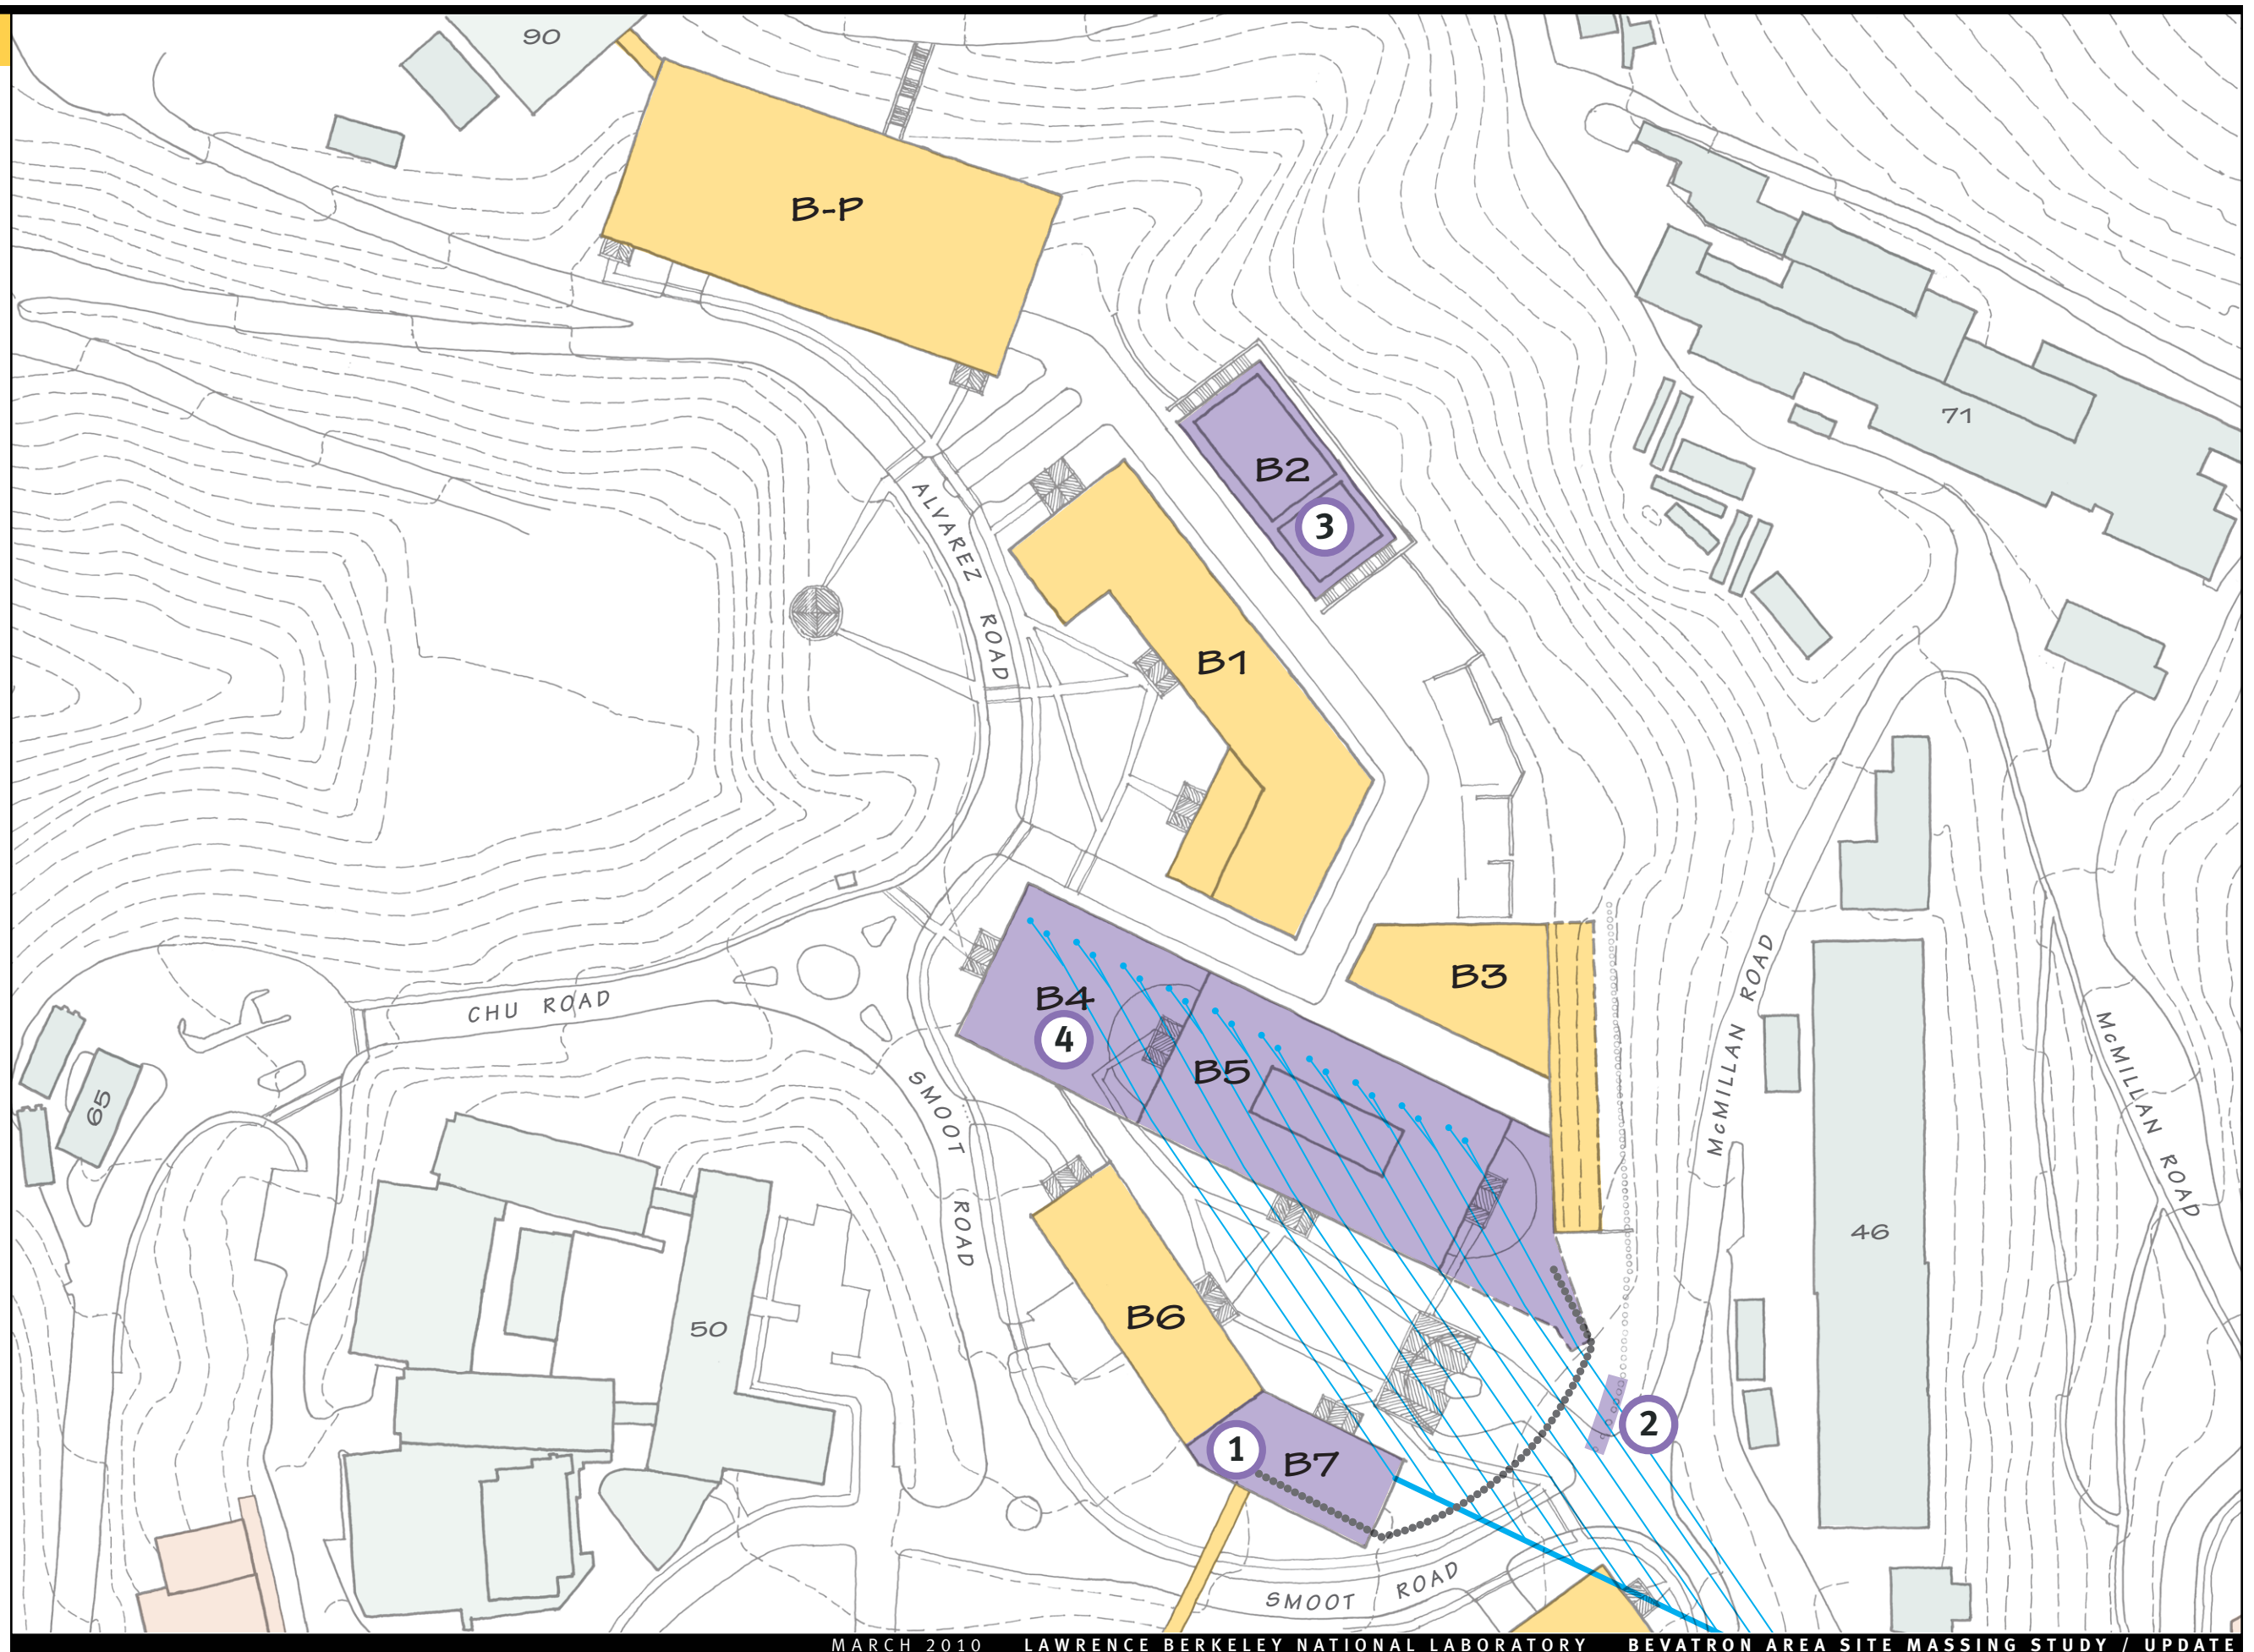 90
B-P
71
B2
3
ALVAREZ ROAD
B1
B3
B4
4
CHU ROAD
B5
McMILLAN ROAD
McMILLAN ROAD
65
SMOOT ROAD
46
50
B6
2
1
B7
SMOOT ROAD
MARCH 2010 LAWRENCE BERKELEY NATIONAL LABORATORY BEVATRON AREA SITE MASSING STUDY / UPDATE